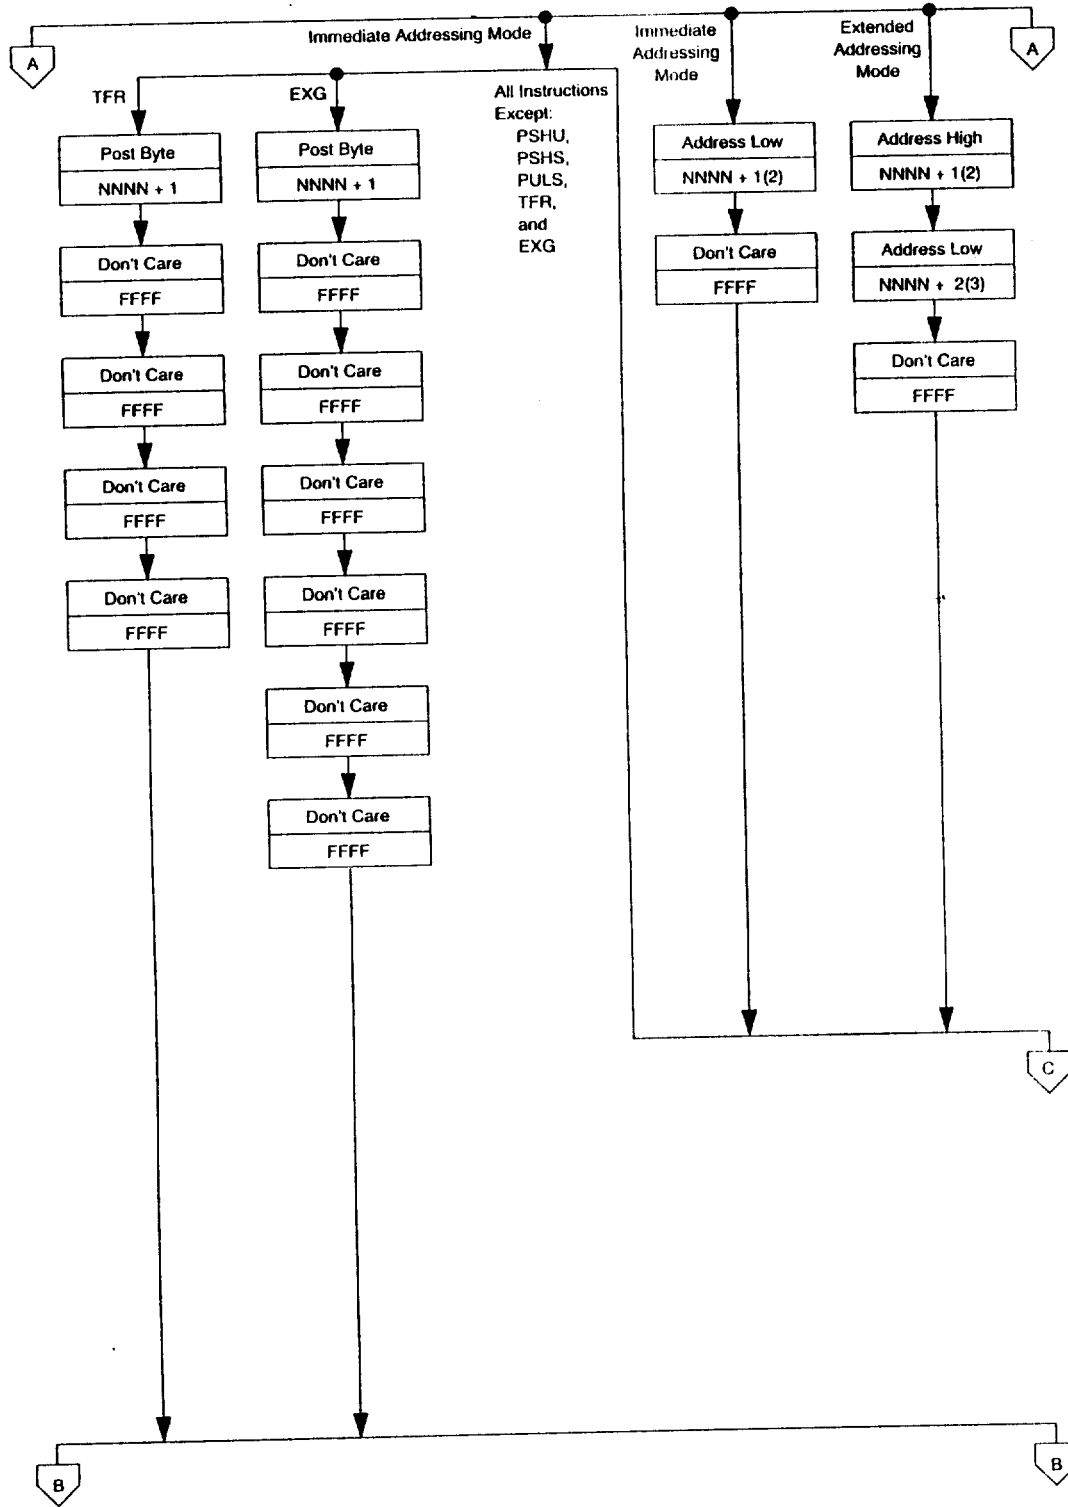 A
Immediate Addressing Mode
Immediate
Addressing
Mode
Extended
Addressing
Mode
A
TFR
Post Byte
NNNN + 1
Don't Care
FFFF
Don't Care
FFFF
Don't Care
FFFF
Don't Care
FFFF
EXG
Post Byte
NNNN + 1
Don't Care
FFFF
Don't Care
FFFF
Don't Care
FFFF
Don't Care
FFFF
Don't Care
FFFF
Don't Care
FFFF
All Instructions
Except:
PSHU,
PSHS,
PULS,
TFR,
and
EXG
Address Low
NNNN + 1(2)
Don't Care
FFFF
Address High
NNNN + 1(2)
Address Low
NNNN + 2(3)
Don't Care
FFFF
C
B
B